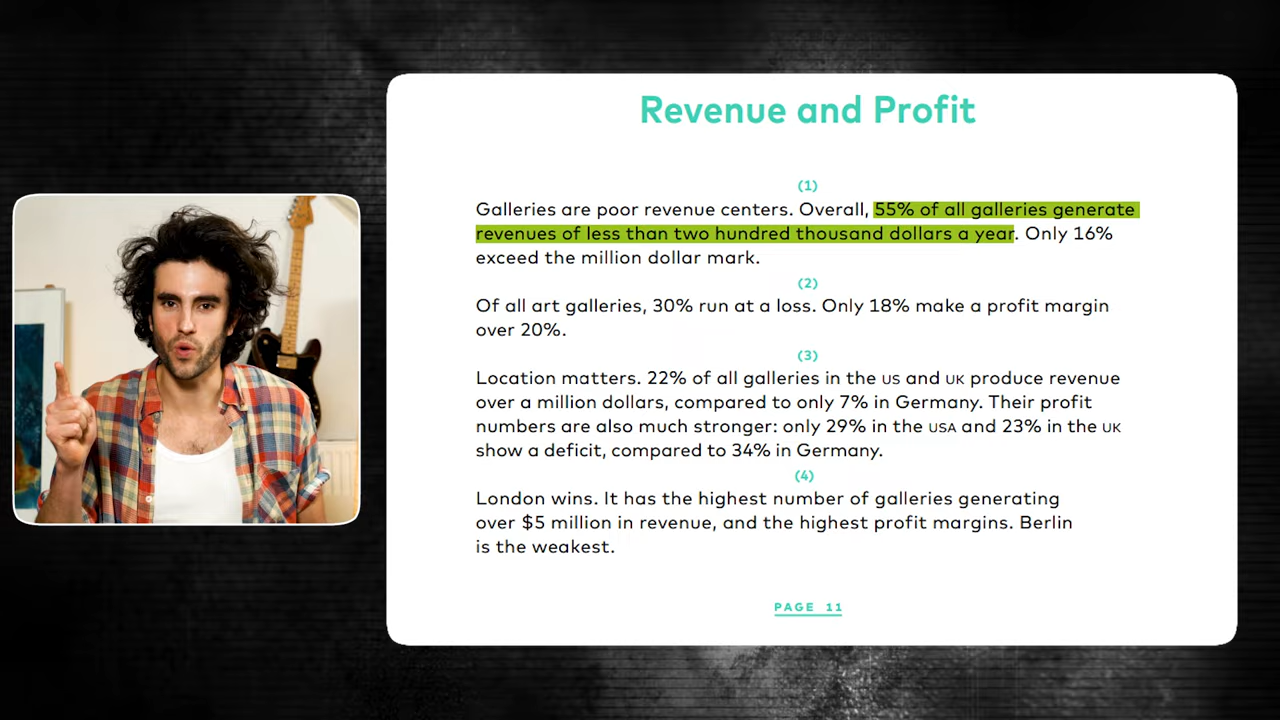 Revenue and Profit
(1)
Galleries are poor revenue centers. Overall, 55% of all galleries generate
revenues of less than two hundred thousand dollars a year. Only 16%
exceed the million dollar mark.
(2)
Of all art galleries, 30% run at a loss. Only 18% make a profit margin
over 20%.
(3)
Location matters. 22% of all galleries in the US and UK produce revenue
over a million dollars, compared to only 7% in Germany. Their profit
numbers are also much stronger: only 29% in the USA and 23% in the UK
show a deficit, compared to 34% in Germany.
(4)
London wins. It has the highest number of galleries generating
over $5 million in revenue, and the highest profit margins. Berlin
is the weakest.
PAGE 11